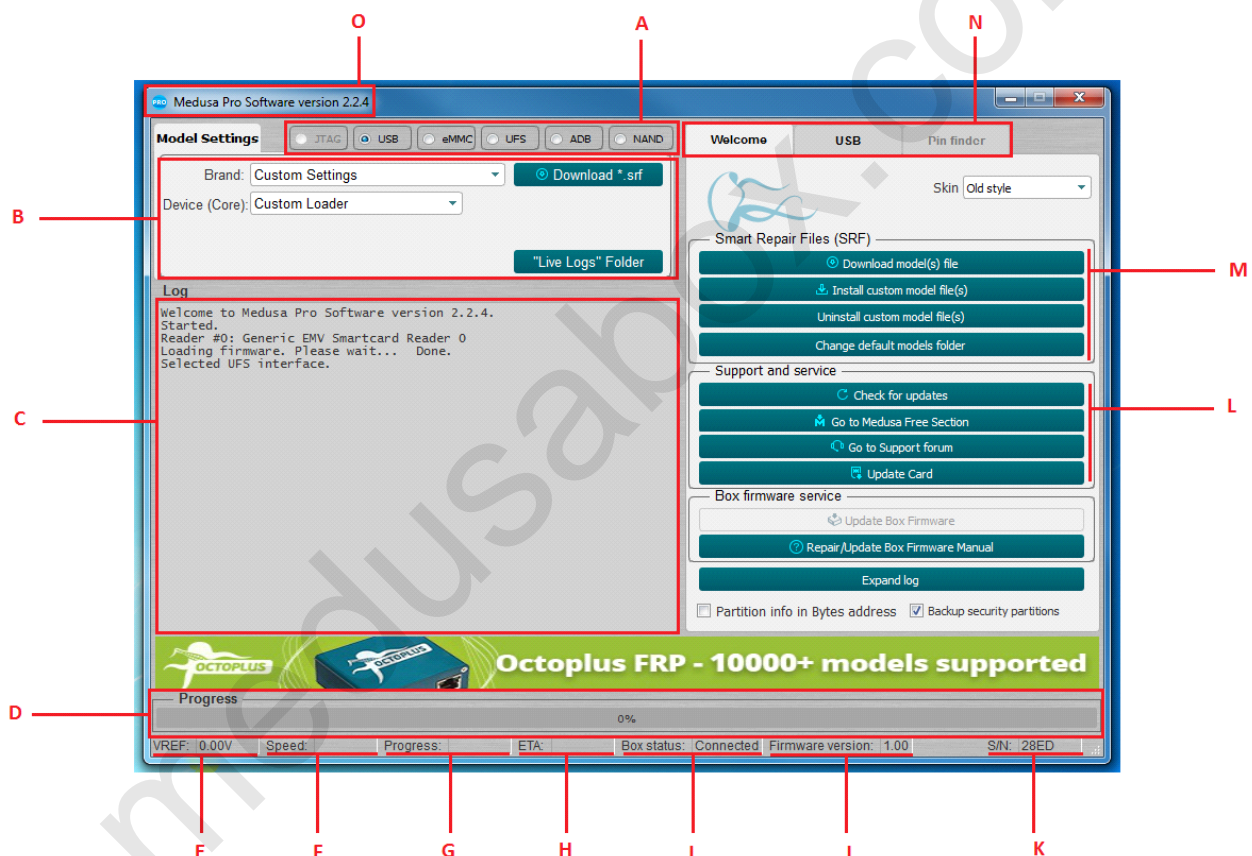 O
A
N
PRO Medusa Pro Software version 2.2.4
Model Settings
JTAG USB eMMC UFS ADB NAND
Welcome USB Pin finder
B
Brand: Custom Settings
Download *.srf
Device (Core): Custom Loader
"Live Logs" Folder
Skin Old style
Smart Repair Files (SRF)
M
Download model(s) file
Install custom model file(s)
Uninstall custom model file(s)
Change default models folder
Log
Welcome to Medusa Pro Software version 2.2.4.
Started.
Reader #0: Generic EMV Smartcard Reader 0
Loading firmware. Please wait... Done.
Selected UFS interface.
C
Support and service
L
Check for updates
Go to Medusa Free Section
Go to Support forum
Update Card
Box firmware service
Update Box Firmware
Repair/Update Box Firmware Manual
Expand log
Partition info in Bytes address Backup security partitions
OCTOPLUS
OCTOPLUS
Octoplus FRP - 10000+ models supported
D
Progress
0%
VREF: 0.00V Speed: Progress: ETA: Box status: Connected Firmware version: 1.00 S/N: 28ED
G H K
medusabox.co